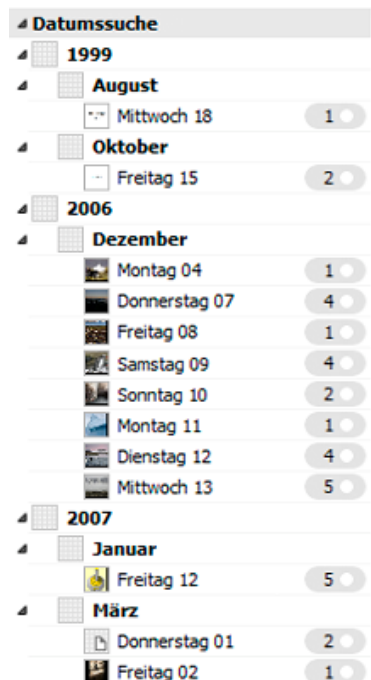 Datumssuche
1999
August
Mittwoch 18 1
Oktober
Freitag 15 2
2006
Dezember
Montag 04 1
Donnerstag 07 4
Freitag 08 1
Samstag 09 4
Sonntag 10 2
Montag 11 1
Dienstag 12 4
Mittwoch 13 5
2007
Januar
Freitag 12 5
März
Donnerstag 01 2
Freitag 02 1